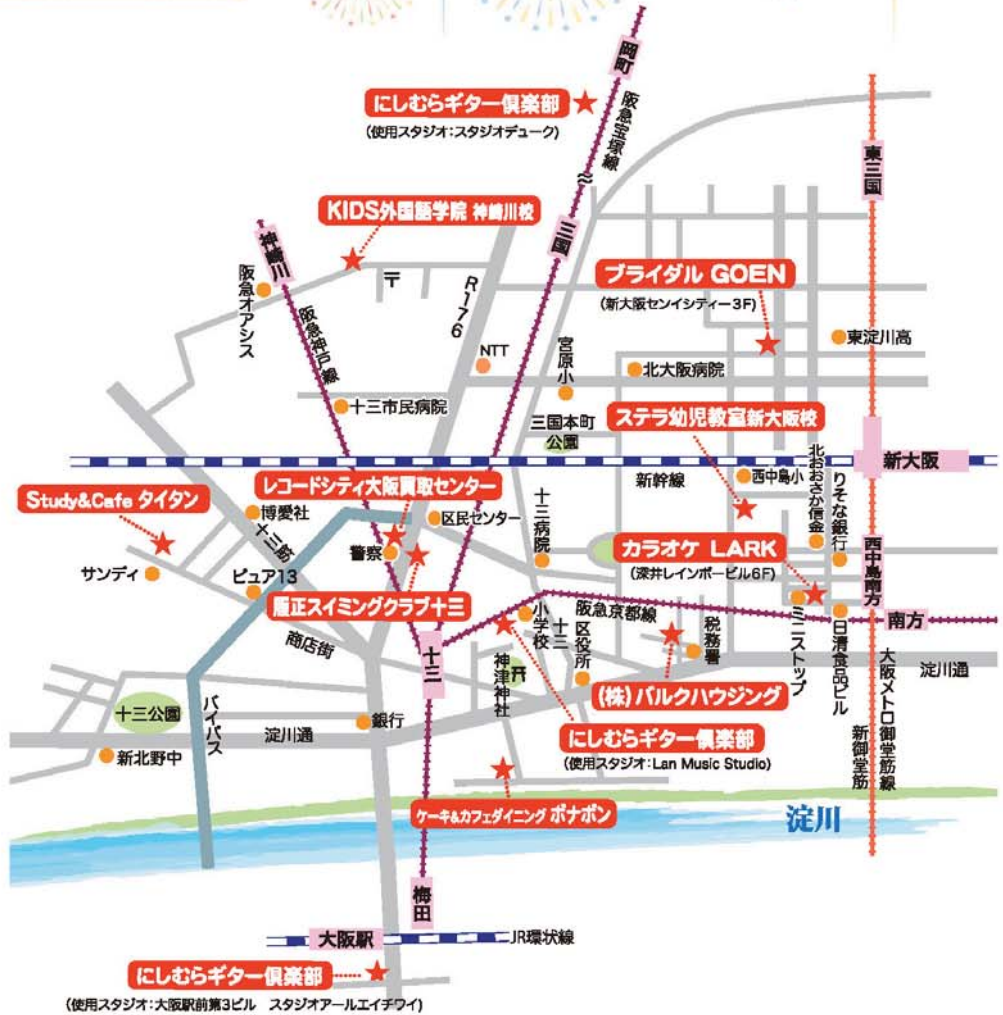 岡町
にしむらギター倶楽部
(使用スタジオ:スタジオデューク)
阪急宝塚線
東三国
KIDS外国語学院 神崎川校
神崎川
三国
〒
阪急オアシス
R176
ブライダル GOEN
(新大阪センイシティー3F)
阪急神戸線
NTT
宮原小
東淀川高
北大阪病院
十三市民病院
ステラ幼児教室新大阪校
三国本町
公園
新大阪
新幹線
レコードシティ大阪買取センター
西中島小
北おおさか信金
りそな銀行
Study&Cafe タイタン
博愛社
区民センター
十三筋
十三病院
警察
カラオケ LARK
(深井レインボービル6F)
西中島南方
サンディ
ピュア13
履正スイミングクラブ十三
阪急京都線
南方
小学校
十三
区役所
税務署
ミニストップ
日清食品ビル
商店街
十三
神津神社
(株)バルクハウジング
淀川通
十三公園
バイパス
銀行
淀川通
にしむらギター倶楽部
(使用スタジオ:Lan Music Studio)
新北野中
新御堂筋
大阪メトロ御堂筋線
ケーキ&カフェダイニング ボナボン
淀川
梅田
大阪駅
JR環状線
にしむらギター倶楽部
(使用スタジオ:大阪駅前第3ビル スタジオアールエイチワイ)